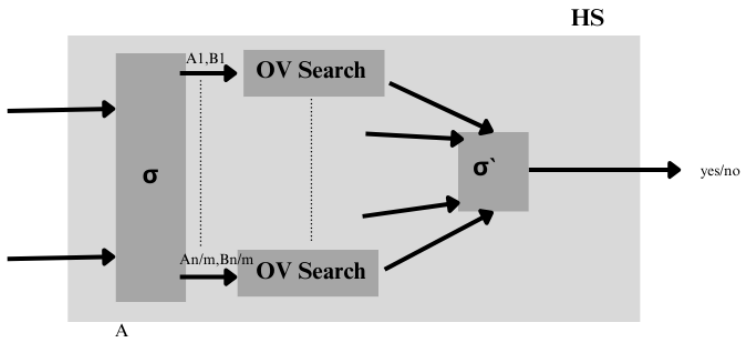 HS
A1,B1
OV Search
σ
σ`
yes/no
An/m,Bn/m
OV Search
A